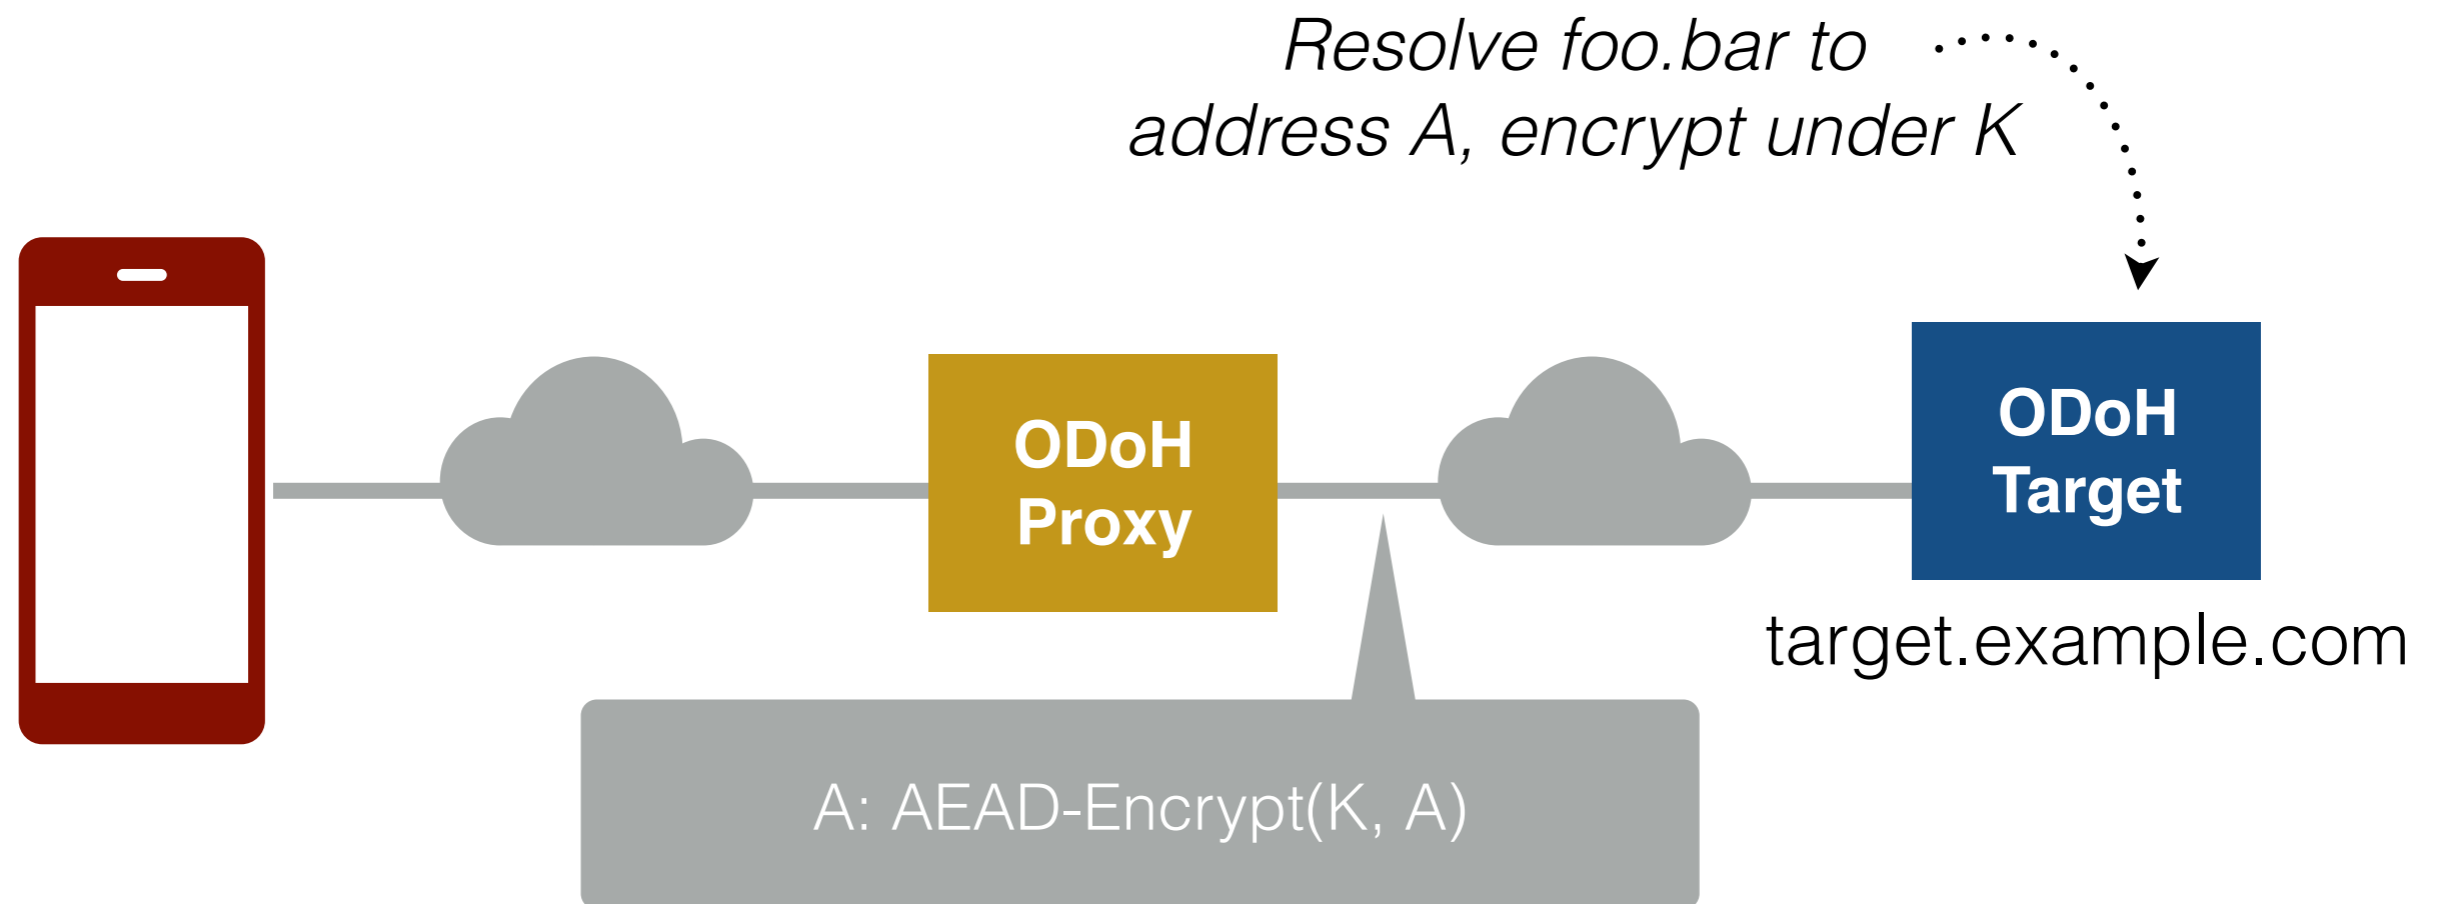 Resolve foo.bar to
address A, encrypt under K
ODoH
Proxy
ODoH
Target
target.example.com
A: AEAD-Encrypt(K, A)